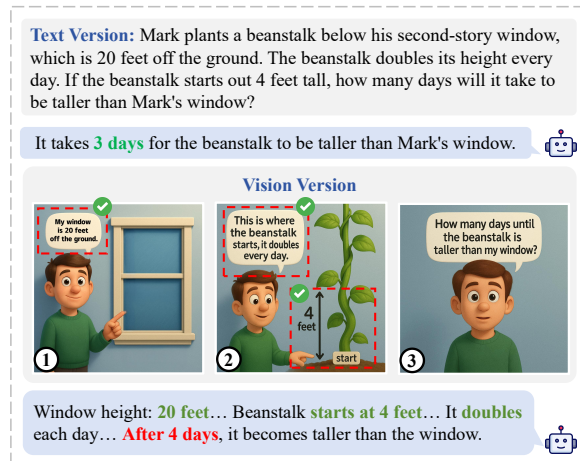 Text Version: Mark plants a beanstalk below his second-story window,
which is 20 feet off the ground. The beanstalk doubles its height every
day. If the beanstalk starts out 4 feet tall, how many days will it take to
be taller than Mark's window?
It takes 3 days for the beanstalk to be taller than Mark's window.
Vision Version
My window
is 20 feet
off the ground.
1
This is where
the beanstalk
starts, it doubles
every day.
4
feet
start
2
How many days until
the beanstalk is
taller than my window?
3
Window height: 20 feet… Beanstalk starts at 4 feet… It doubles
each day… After 4 days, it becomes taller than the window.